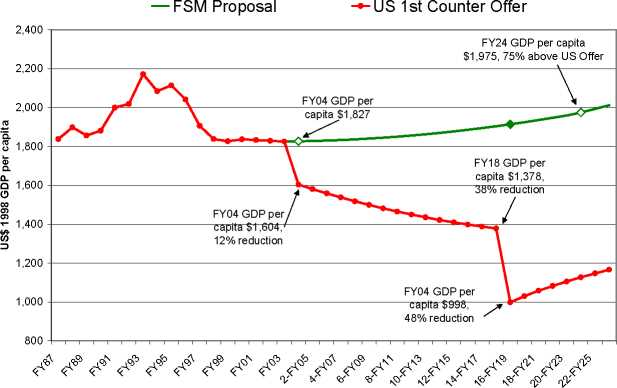 FSM Proposal
US 1st Counter Offer
US$ 1998 GDP per capita
2,400
2,200
2,000
1,800
1,600
1,400
1,200
1,000
800
FY24 GDP per capita
$1,975, 75% above US Offer
FY04 GDP per
capita $1,827
FY18 GDP per
capita $1,378,
38% reduction
FY04 GDP per
capita $1,604,
12% reduction
FY04 GDP per
capita $998,
48% reduction
FY87
FY89
FY91
FY93
FY95
FY97
FY99
FY01
FY03
2-FY05
4-FY07
6-FY09
8-FY11
10-FY13
12-FY15
14-FY17
16-FY19
18-FY21
20-FY23
22-FY25